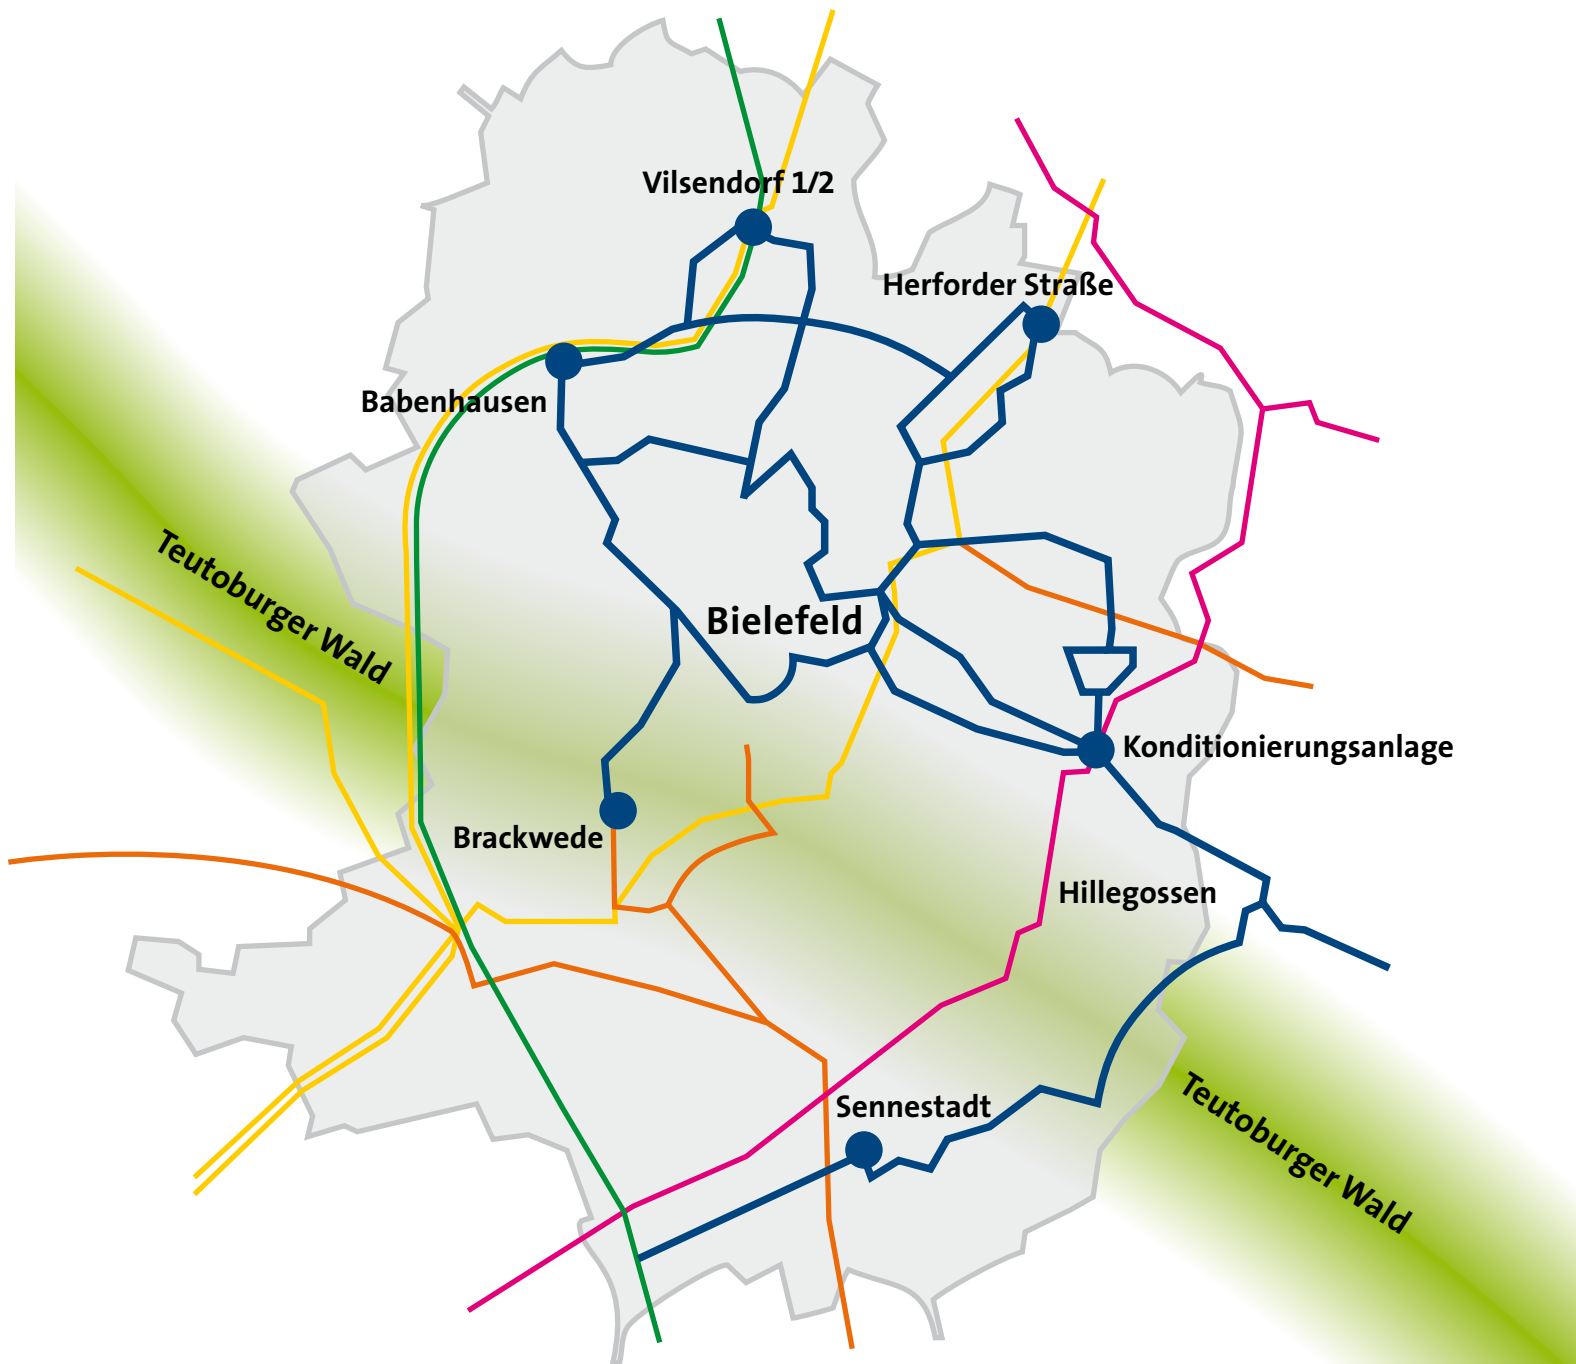 Vilsendorf 1/2
Herforder Straße
Babenhausen
Teutoburger Wald
Bielefeld
Konditionierungsanlage
Brackwede
Hillegossen
Sennestadt
Teutoburger Wald